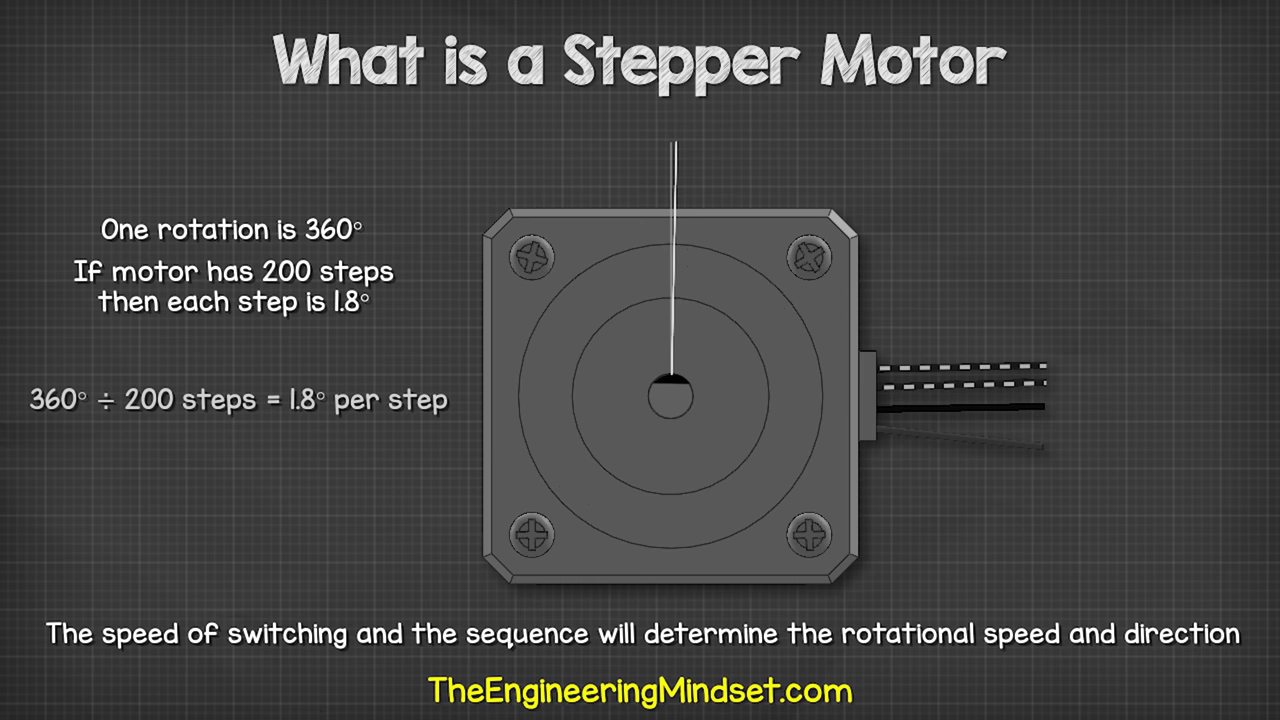 What is a Stepper Motor
One rotation is 360°
If motor has 200 steps
then each step is 1.8°
360° ÷ 200 steps = 1.8° per step
The speed of switching and the sequence will determine the rotational speed and direction
TheEngineeringMindset.com